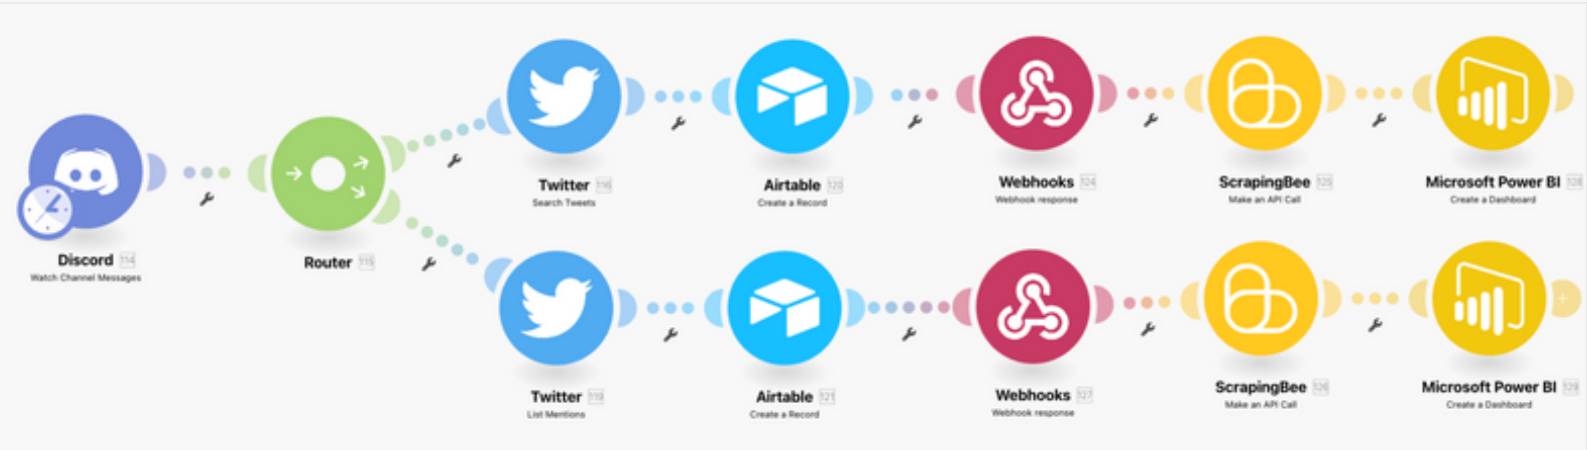 Discord 114
Watch Channel Messages
Router 115
Twitter 116
Search Tweets
Airtable 120
Create a Record
Webhooks 124
Webhook response
ScrapingBee 125
Make an API Call
Microsoft Power BI 128
Create a Dashboard
Twitter 119
List Mentions
Airtable 121
Create a Record
Webhooks 127
Webhook response
ScrapingBee 126
Make an API Call
Microsoft Power BI 129
Create a Dashboard